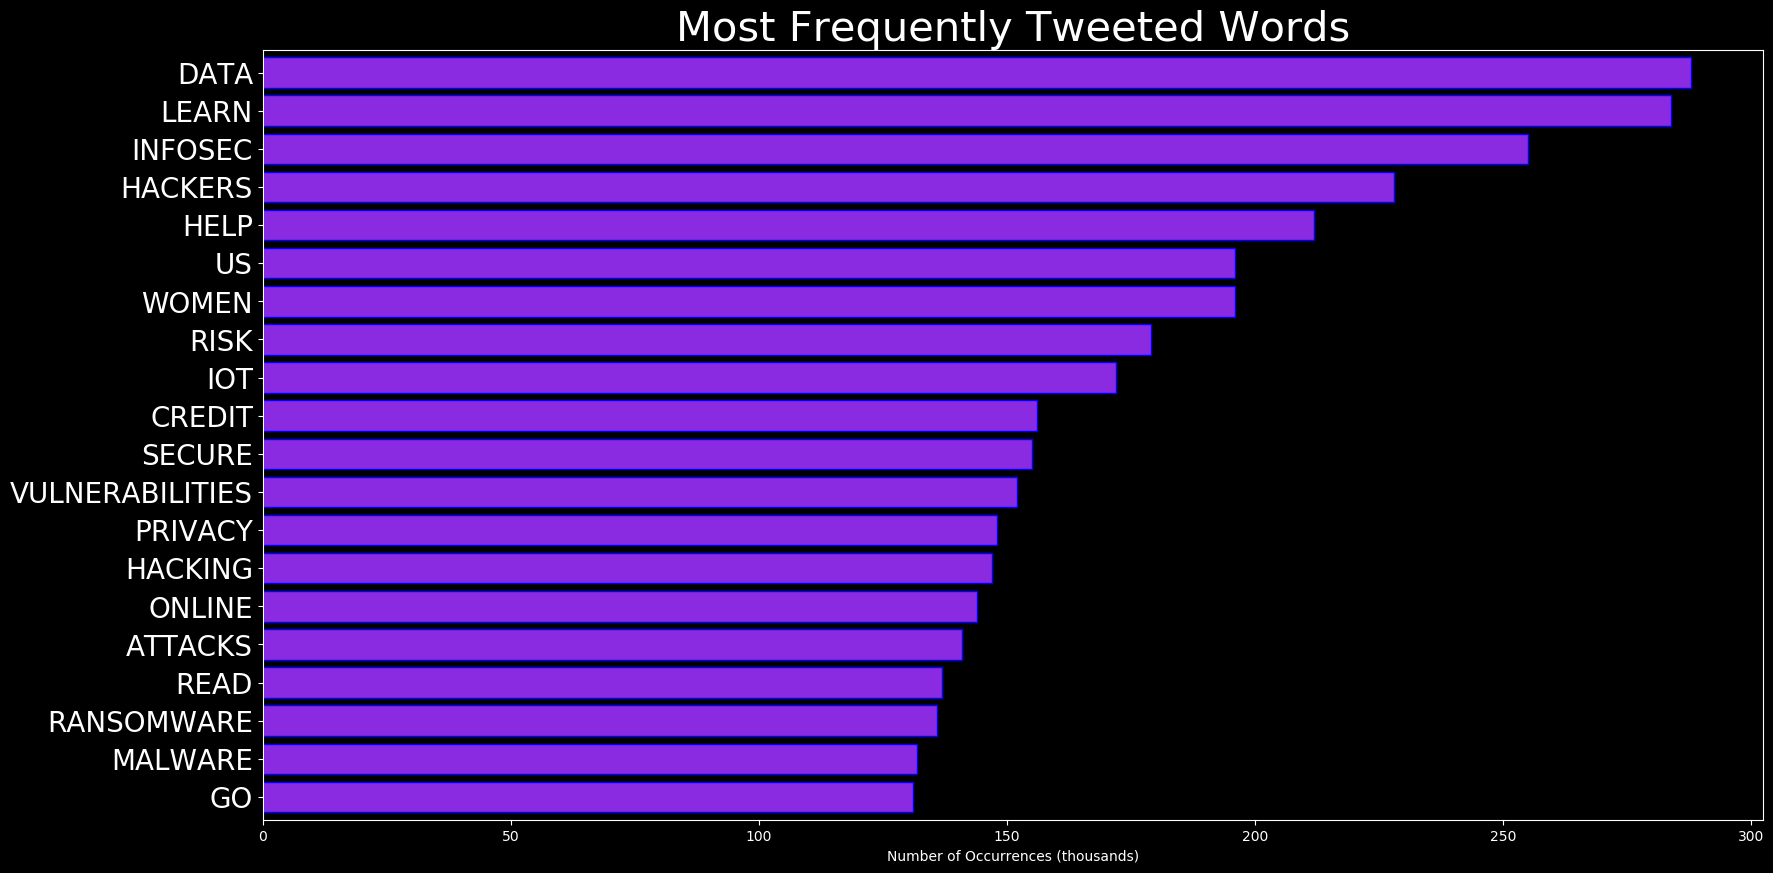 Most Frequently Tweeted Words
DATA
LEARN
INFOSEC
HACKERS
HELP
US
WOMEN
RISK
IOT
CREDIT
SECURE
VULNERABILITIES
PRIVACY
HACKING
ONLINE
ATTACKS
READ
RANSOMWARE
MALWARE
GO
0 50 100 150 200 250 300
Number of Occurrences (thousands)